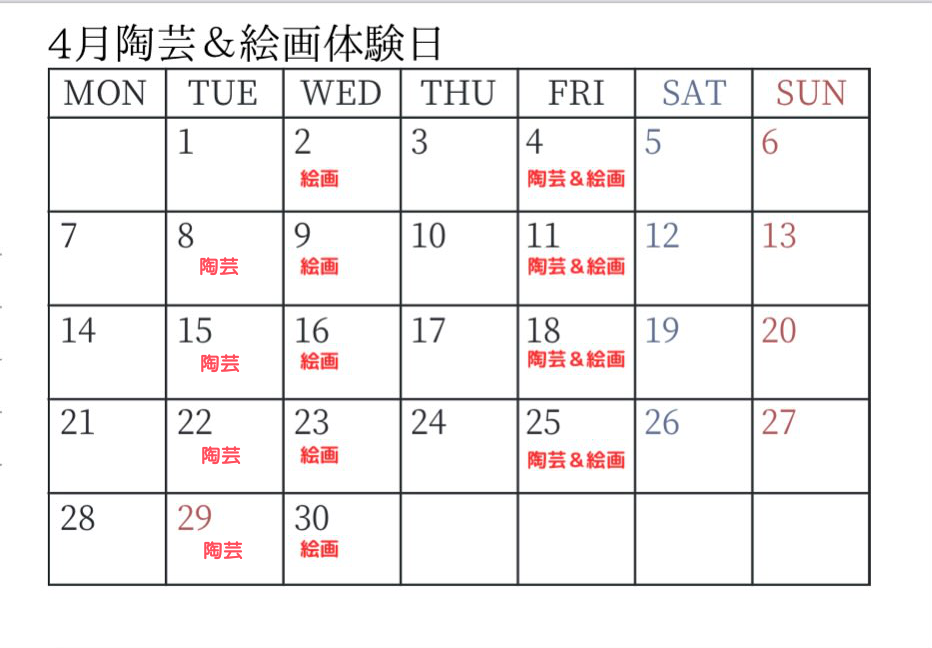 4月陶芸＆絵画体験日
MON TUE WED THU FRI SAT SUN
1 2 3 4 5 6
絵画 陶芸＆絵画
7 8 9 10 11 12 13
陶芸 絵画 陶芸＆絵画
14 15 16 17 18 19 20
陶芸 絵画 陶芸＆絵画
21 22 23 24 25 26 27
陶芸 絵画 陶芸＆絵画
28 29 30
陶芸 絵画